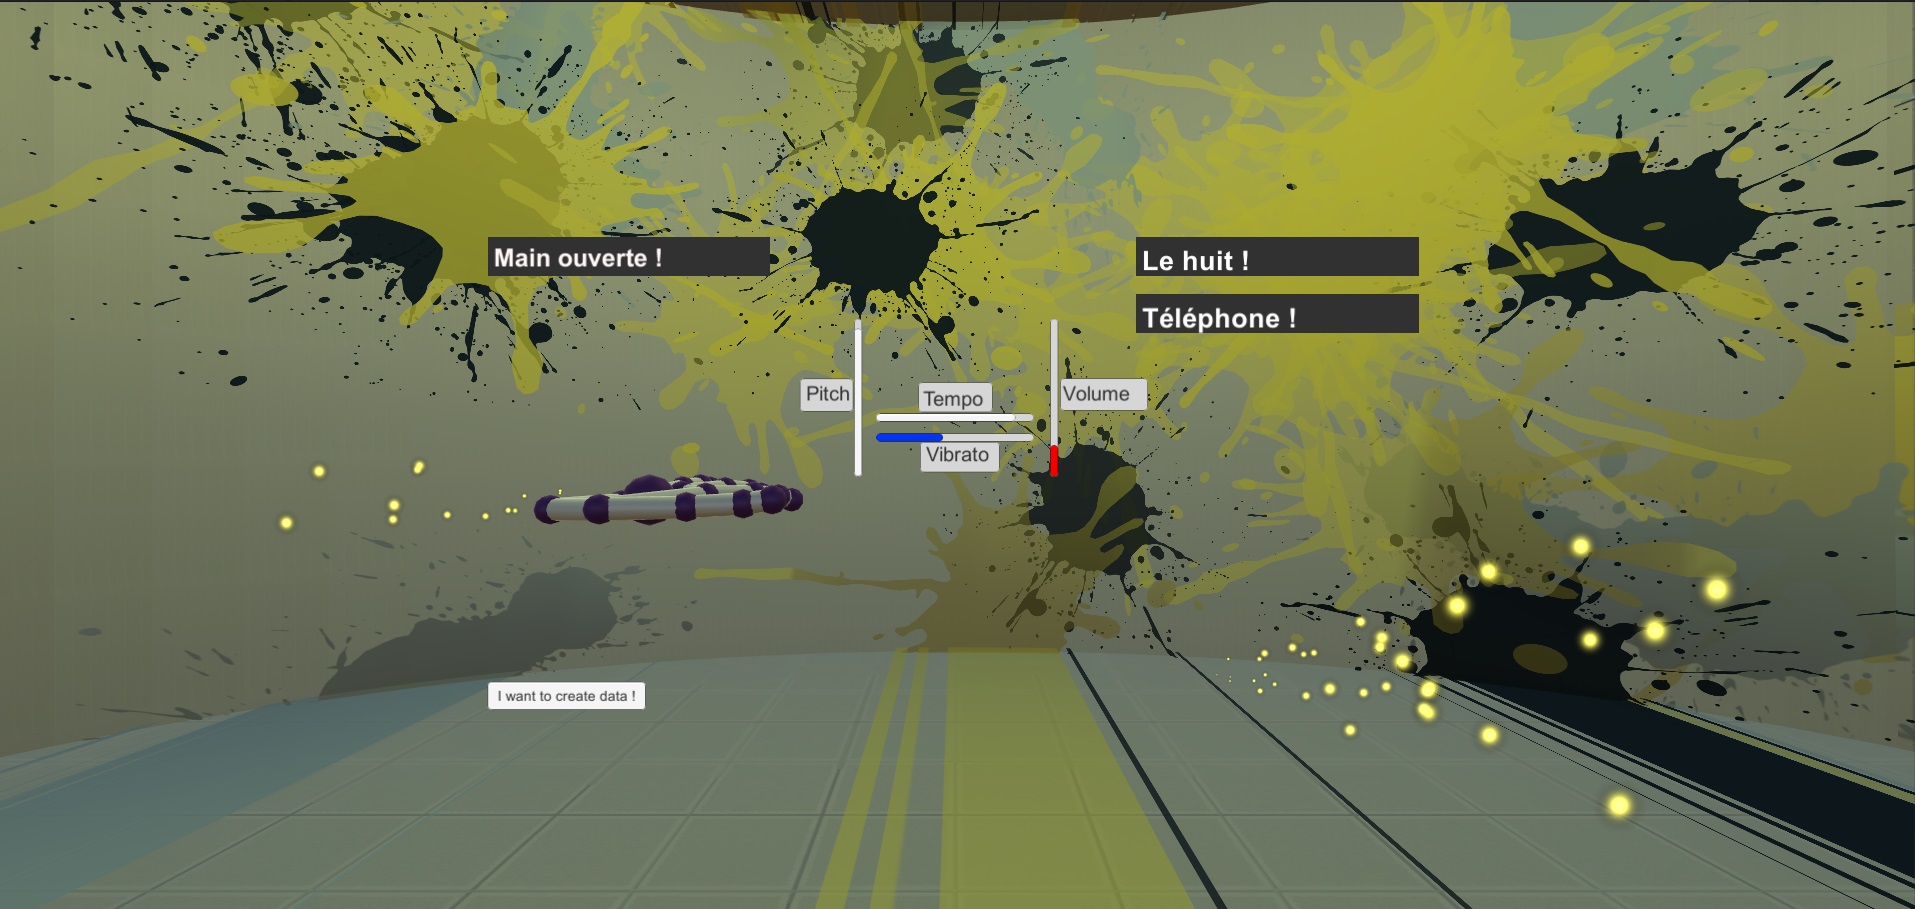 Main ouverte !
Le huit !
Téléphone !
Pitch
Tempo
Volume
Vibrato
I want to create data !